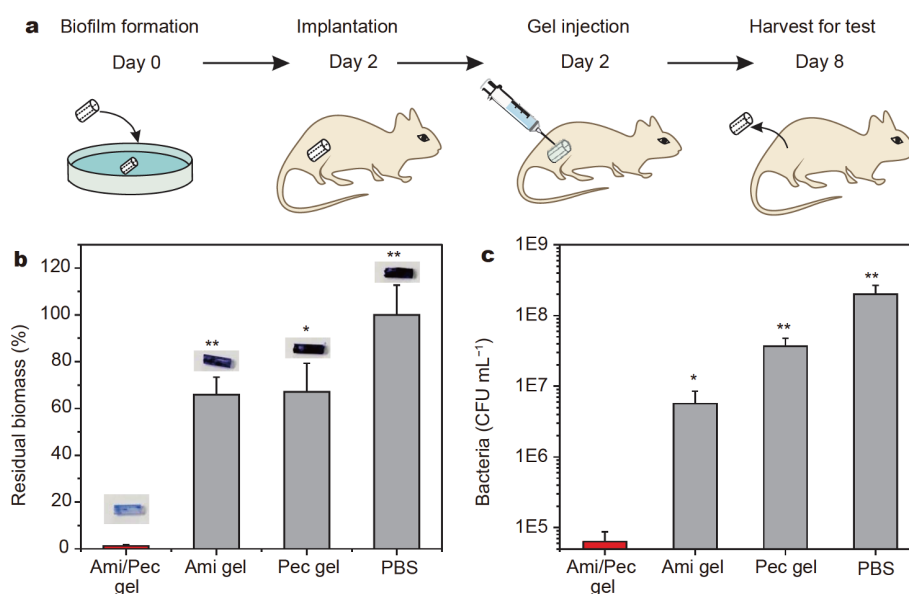 a Biofilm formation Implantation Gel injection Harvest for test
Day 0 Day 2 Day 2 Day 8
b
Residual biomass (%)
120
100
80
60
40
20
0
**
*
**
Ami/Pec gel
Ami gel
Pec gel
PBS
c
Bacteria (CFU mL⁻¹)
1E9
1E8
1E7
1E6
1E5
*
**
**
Ami/Pec
gel
Ami gel
Pec gel
PBS